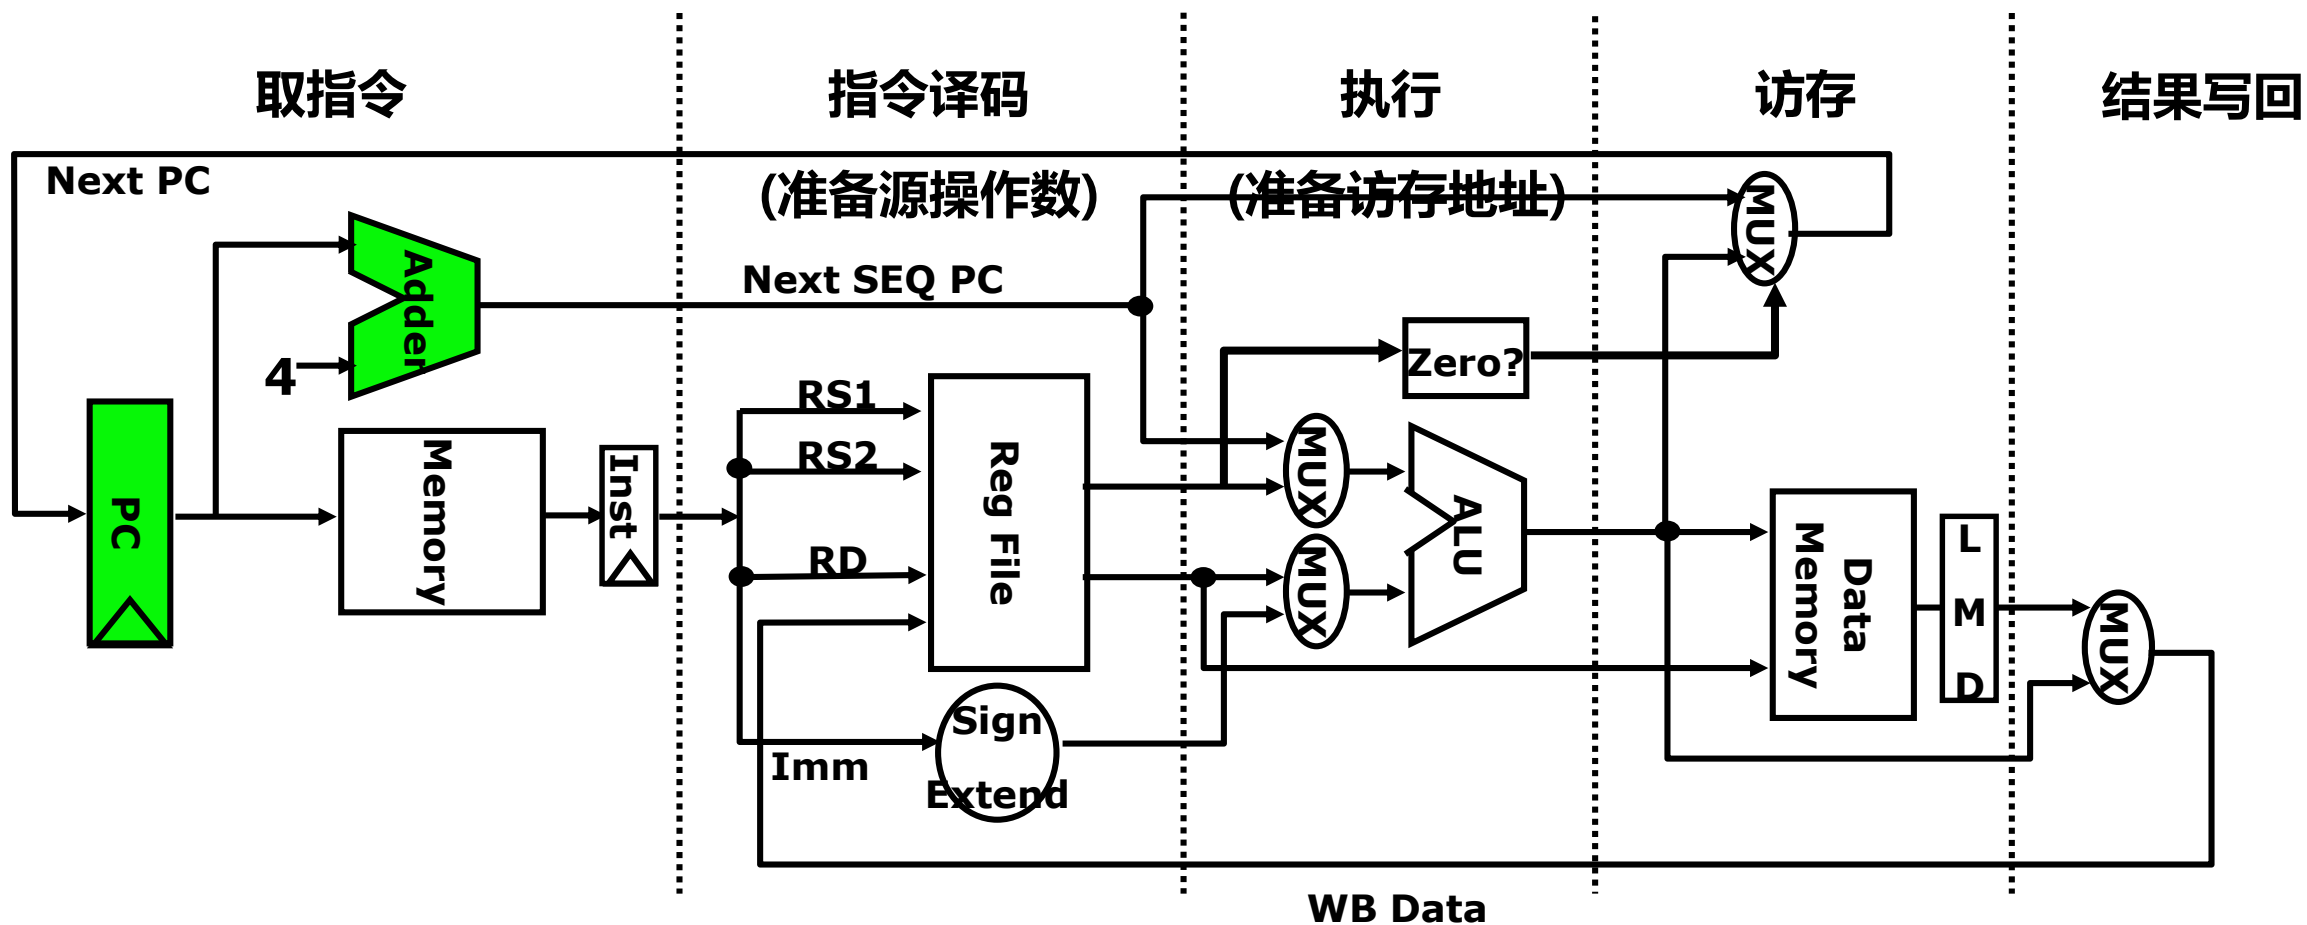 取指令
指令译码
执行
访存
结果写回
Next PC
(准备源操作数)
(准备访存地址)
MUX
Adder
Next SEQ PC
4
Zero?
RS1
RS2
RD
PC
Memory
Inst
Reg File
MUX
MUX
ALU
Data
Memory
L
M
D
MUX
Sign
Extend
Imm
WB Data